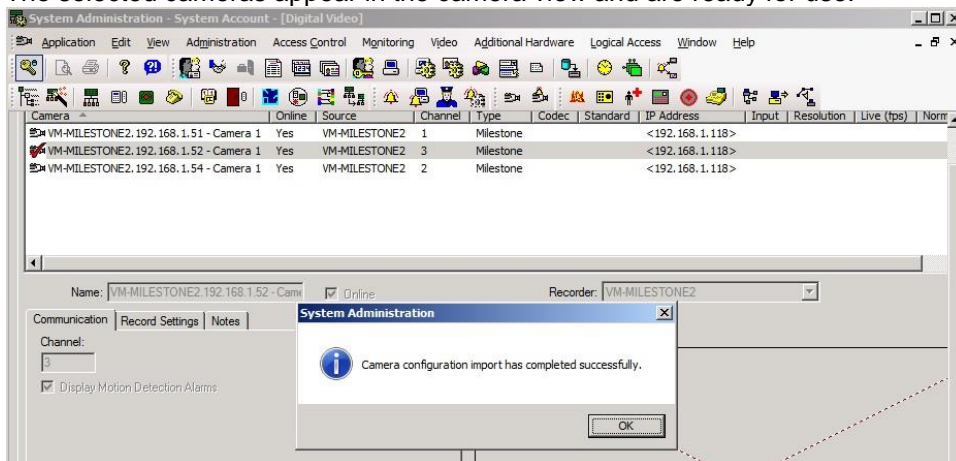 The selected cameras appear in the camera view and are ready for use.
System Administration - System Account - [Digital Video]
Application Edit View Administration Access Control Monitoring Video Additional Hardware Logical Access Window Help
Camera Online Source Channel Type Codec Standard IP Address Input Resolution Live (fps) Norm
VM-MILESTONE2.192.168.1.51 - Camera 1 Yes VM-MILESTONE2 1 Milestone <192.168.1.118>
VM-MILESTONE2.192.168.1.52 - Camera 1 Yes VM-MILESTONE2 3 Milestone <192.168.1.118>
VM-MILESTONE2.192.168.1.54 - Camera 1 Yes VM-MILESTONE2 2 Milestone <192.168.1.118>
Name: VM-MILESTONE2.192.168.1.52 - Came Online Recorder: VM-MILESTONE2
Communication Record Settings Notes
System Administration
Channel:
3
Display Motion Detection Alarms
Camera configuration import has completed successfully.
OK